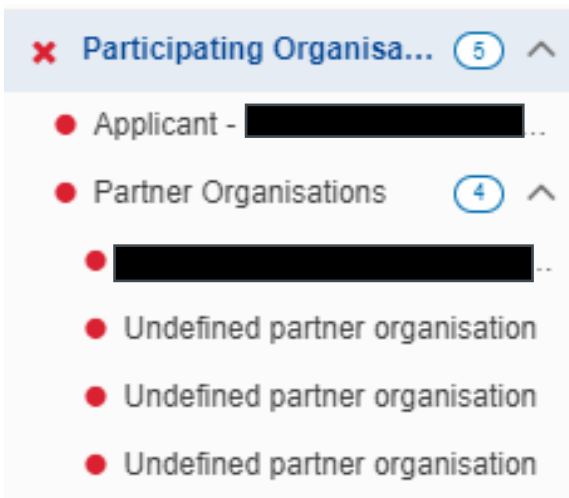 Participating Organisa... 5
Applicant - ...
Partner Organisations 4
..
Undefined partner organisation
Undefined partner organisation
Undefined partner organisation